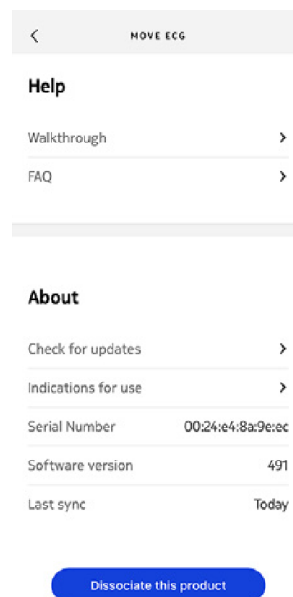 MOVE ECG
Help
Walkthrough
FAQ
About
Check for updates
Indications for use
Serial Number 00:24:e4:8a:9e:ec
Software version 491
Last sync Today
Dissociate this product